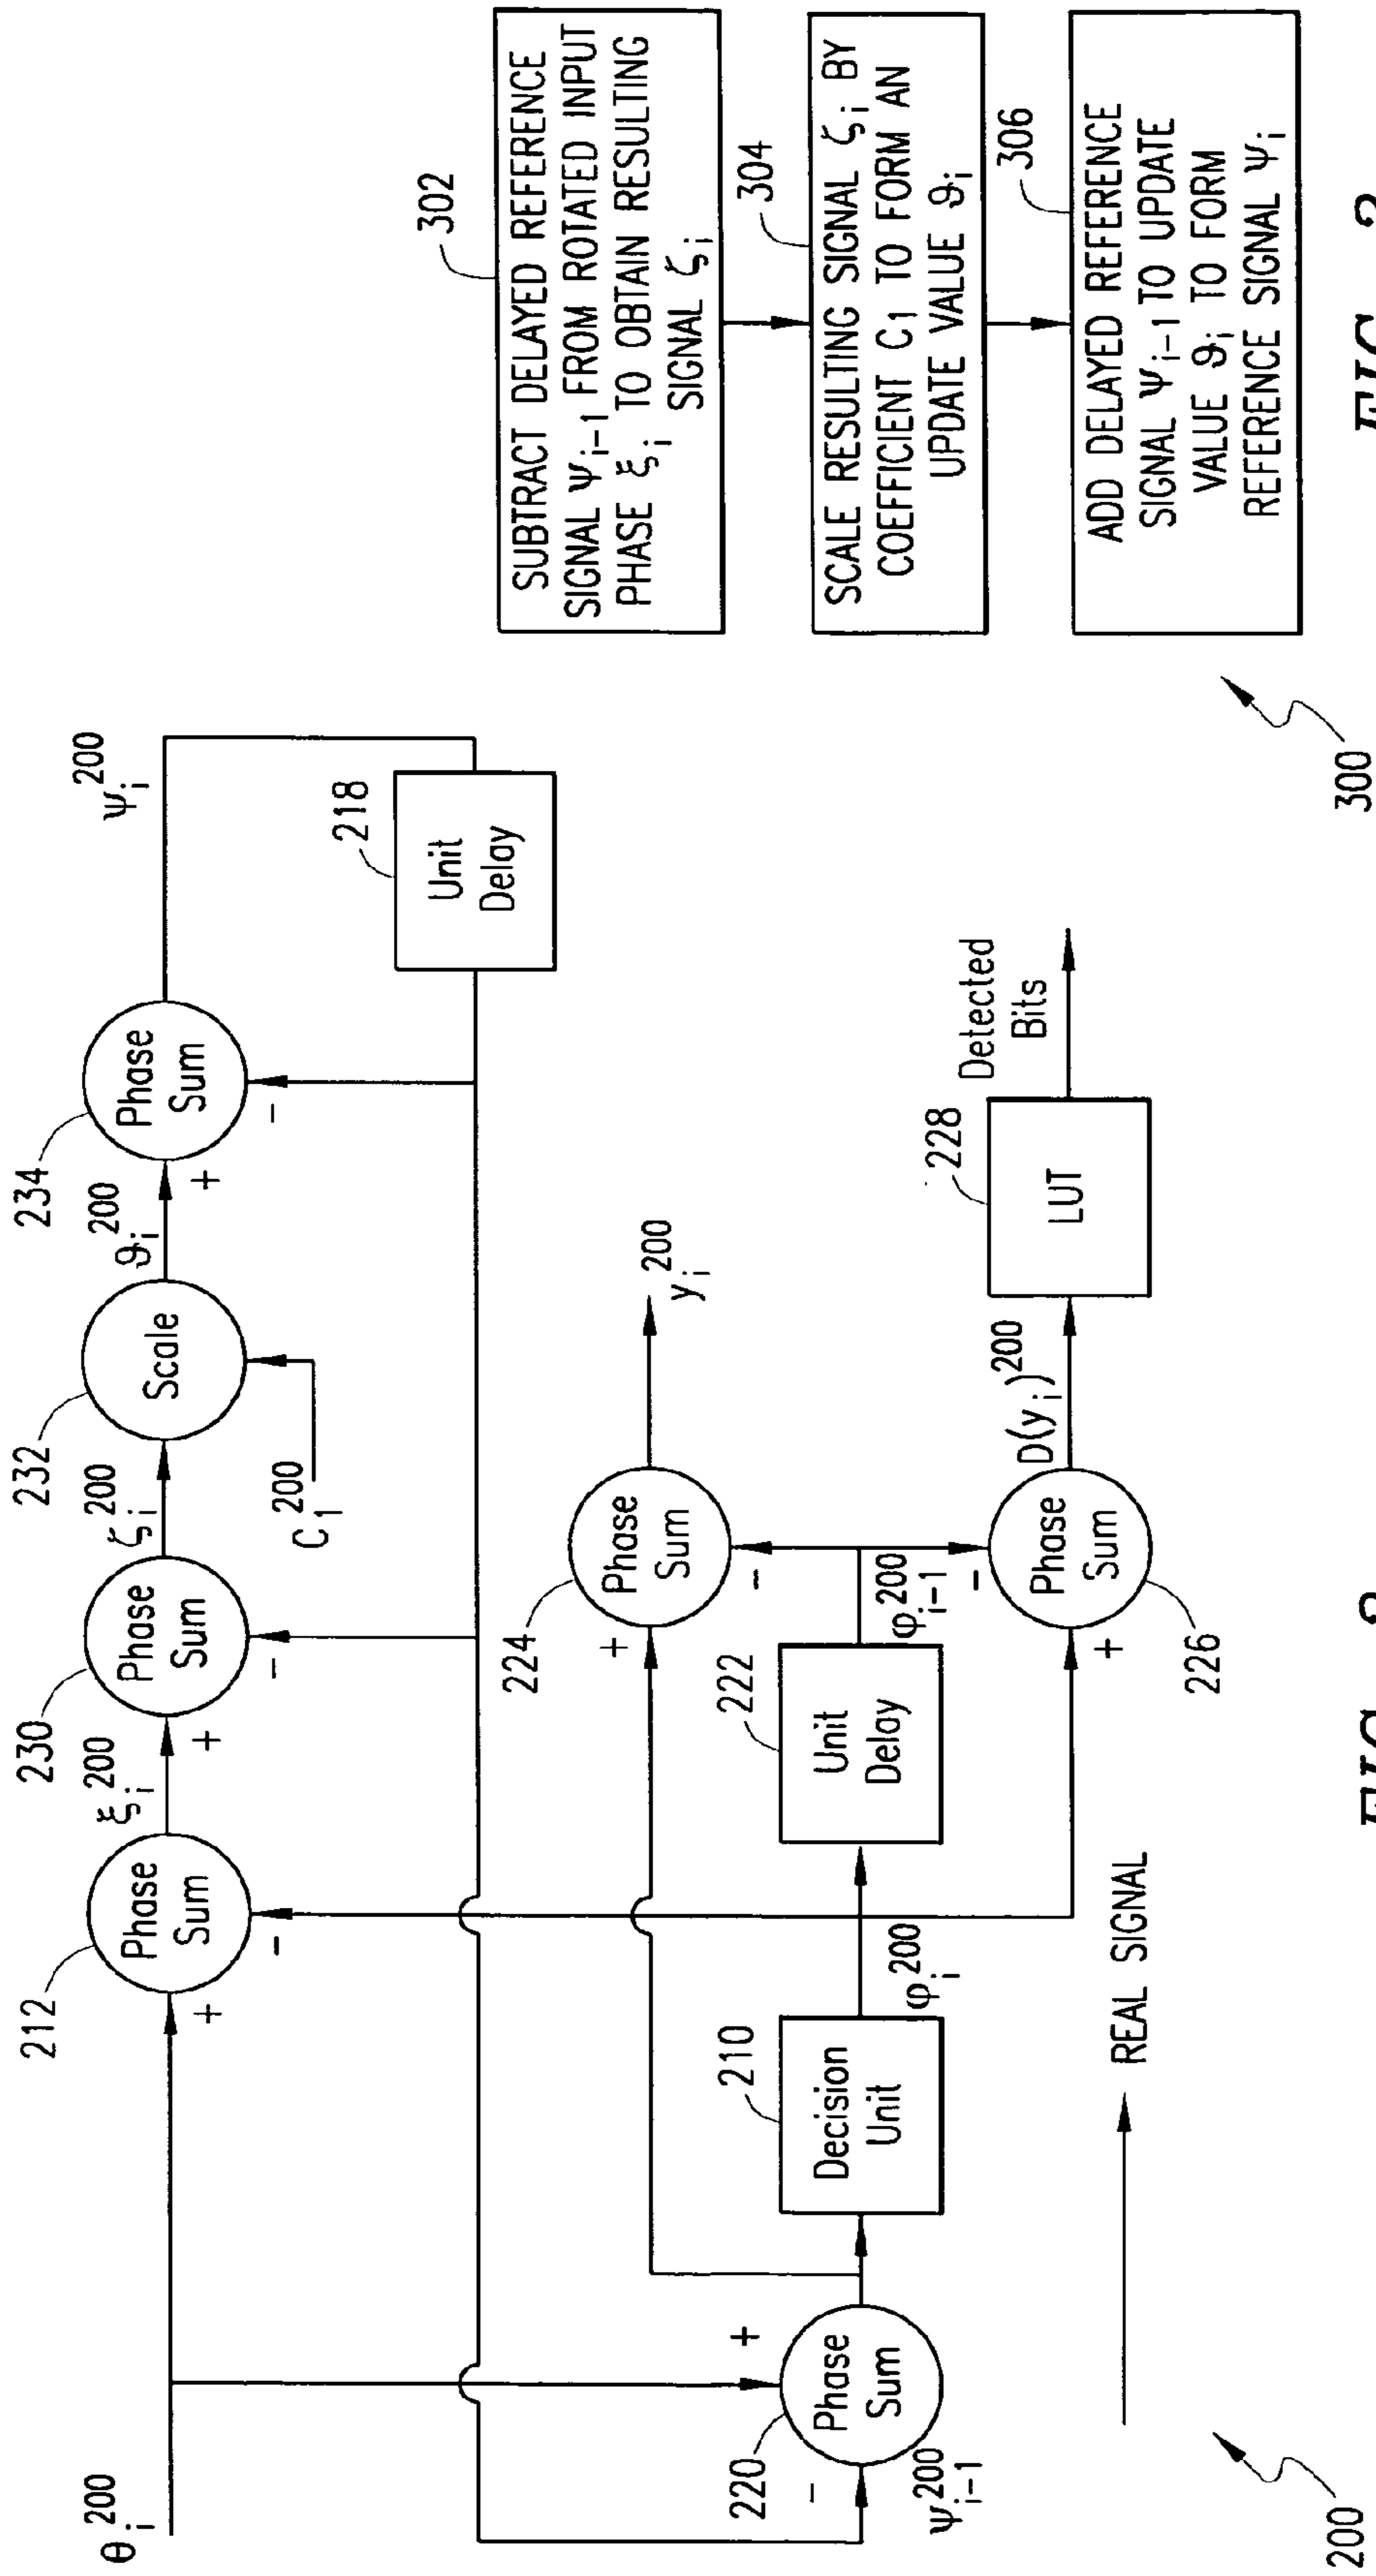 θ_i^200
212
Phase
Sum
+
-
ξ_i^200
230
Phase
Sum
+
-
ζ_i^200
232
Scale
C_1^200
ϑ_i^200
234
Phase
Sum
+
-
ψ_i^200
218
Unit
Delay
220
Phase
Sum
+
-
ψ_{i-1}^200
210
Decision
Unit
φ_i^200
222
Unit
Delay
φ_{i-1}^200
224
Phase
Sum
+
-
y_i^200
226
Phase
Sum
+
-
D(y_i)^200
228
LUT
Detected
Bits
REAL SIGNAL
200
302
SUBTRACT DELAYED REFERENCE
SIGNAL ψ_{i-1} FROM ROTATED INPUT
PHASE ξ_i TO OBTAIN RESULTING
SIGNAL ζ_i
304
SCALE RESULTING SIGNAL ζ_i BY
COEFFICIENT C_1 TO FORM AN
UPDATE VALUE ϑ_i
306
ADD DELAYED REFERENCE
SIGNAL ψ_{i-1} TO UPDATE
VALUE ϑ_i TO FORM
REFERENCE SIGNAL ψ_i
300